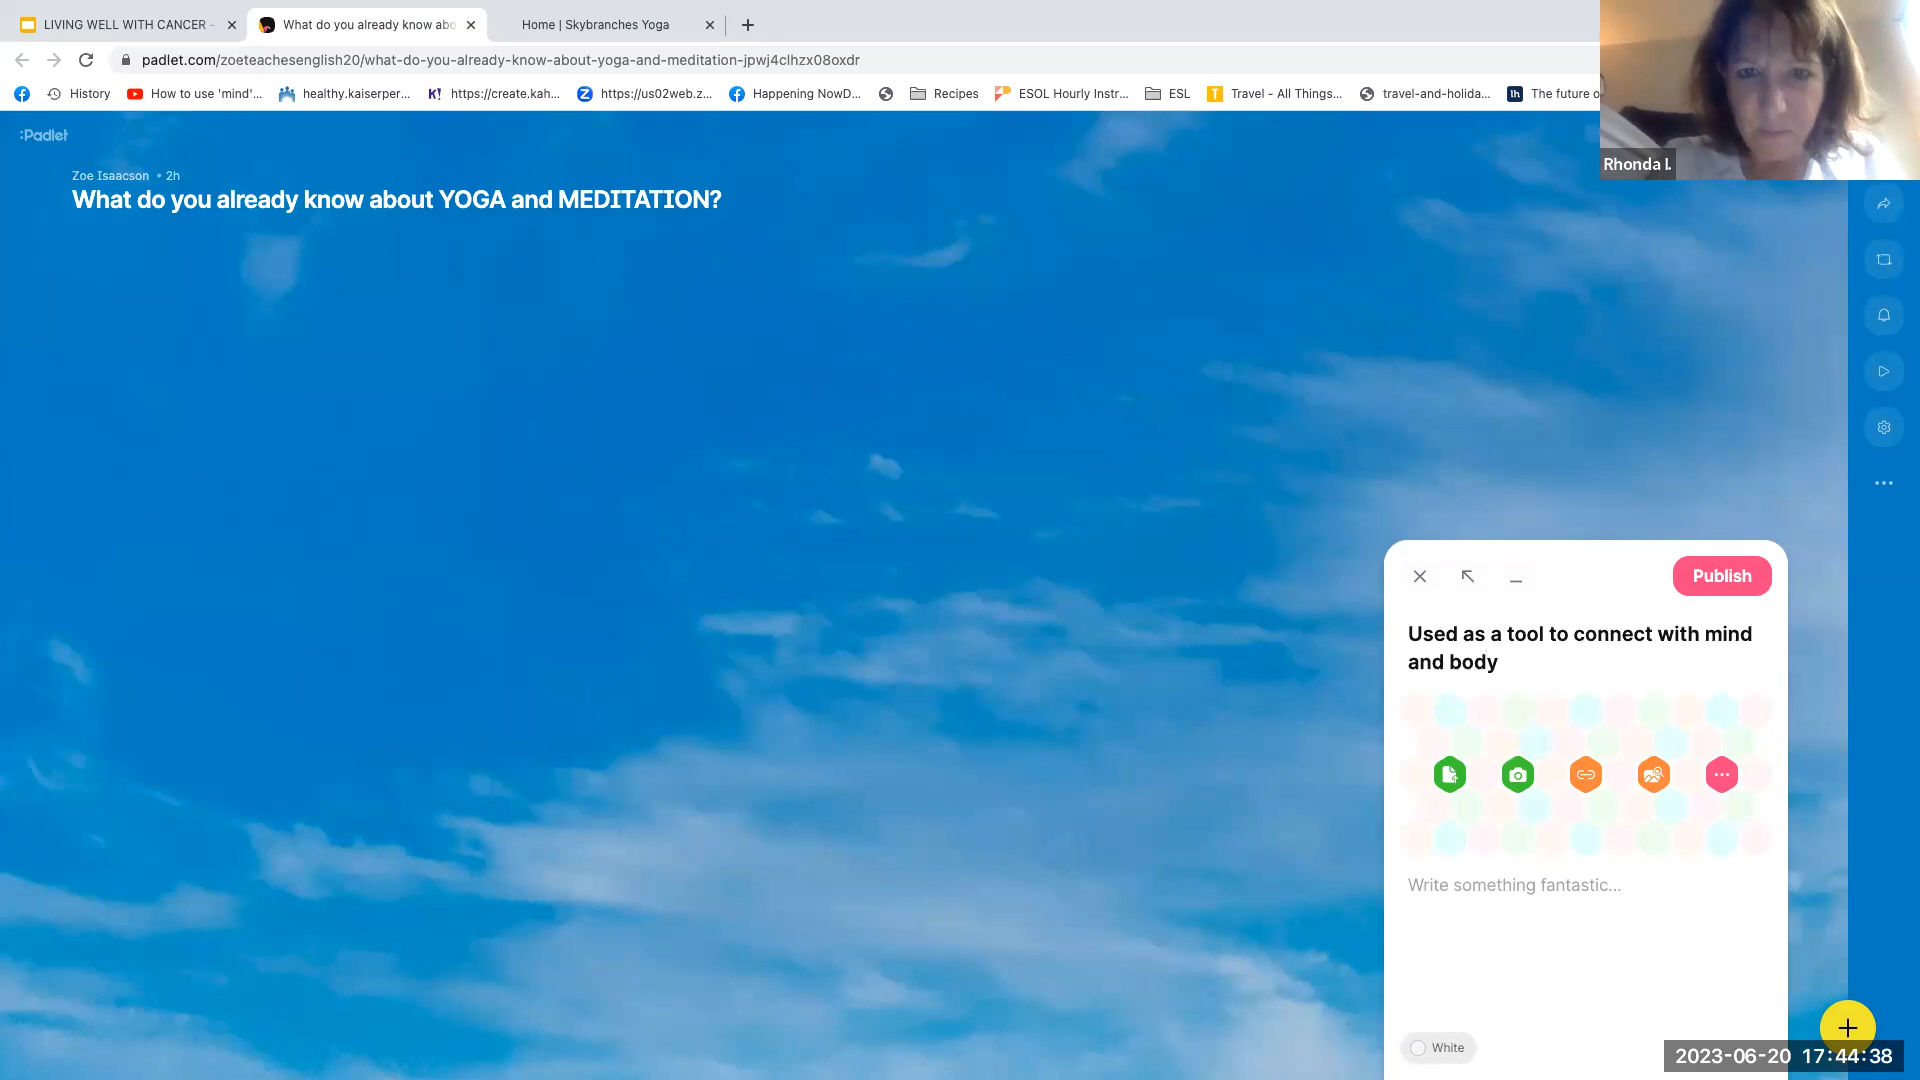 LIVING WELL WITH CANCER -
What do you already know abo
Home | Skybranches Yoga
padlet.com/zoeteachesenglish20/what-do-you-already-know-about-yoga-and-meditation-jpwj4clhzx08oxdr
History
How to use 'mind'...
healthy.kaiserper...
K! https://create.kah...
https://us02web.z...
Happening NowD...
Recipes
ESOL Hourly Instr...
ESL
T Travel - All Things...
travel-and-holida...
lh The future o
Rhonda I.
:Padlet
Zoe Isaacson • 2h
What do you already know about YOGA and MEDITATION?
Publish
Used as a tool to connect with mind
and body
Write something fantastic...
White
2023-06-20 17:44:38